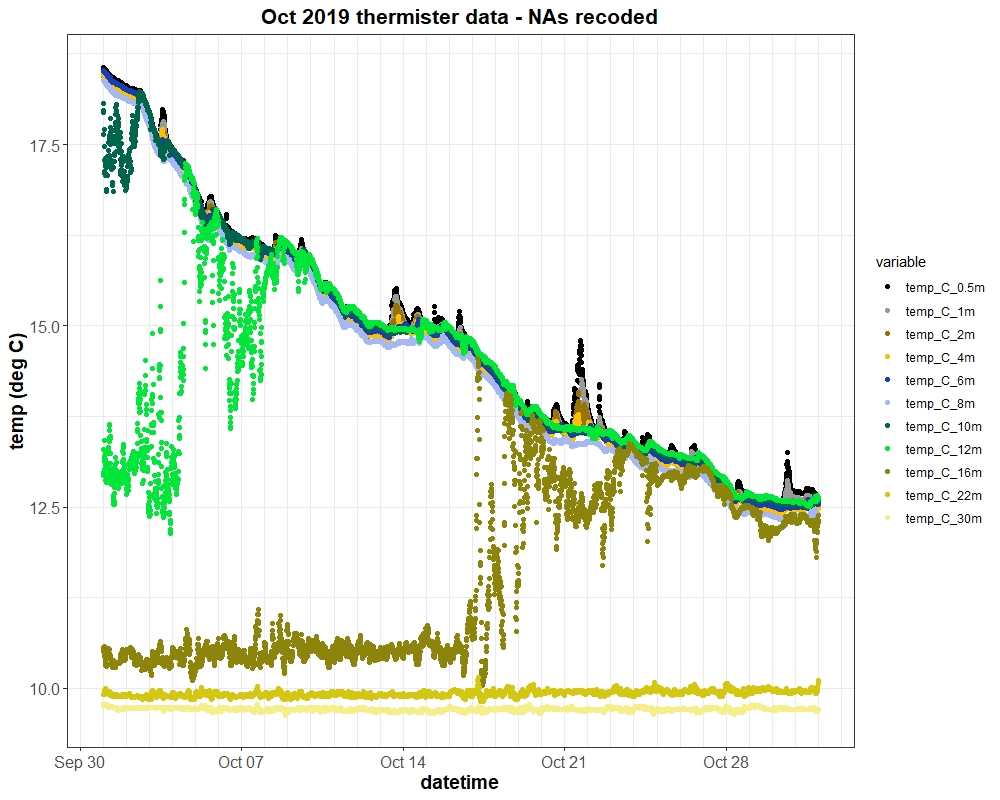 Oct 2019 thermister data - NAs recoded
temp (deg C)
17.5
15.0
12.5
10.0
Sep 30
Oct 07
Oct 14
Oct 21
Oct 28
datetime
variable
temp_C_0.5m
temp_C_1m
temp_C_2m
temp_C_4m
temp_C_6m
temp_C_8m
temp_C_10m
temp_C_12m
temp_C_16m
temp_C_22m
temp_C_30m